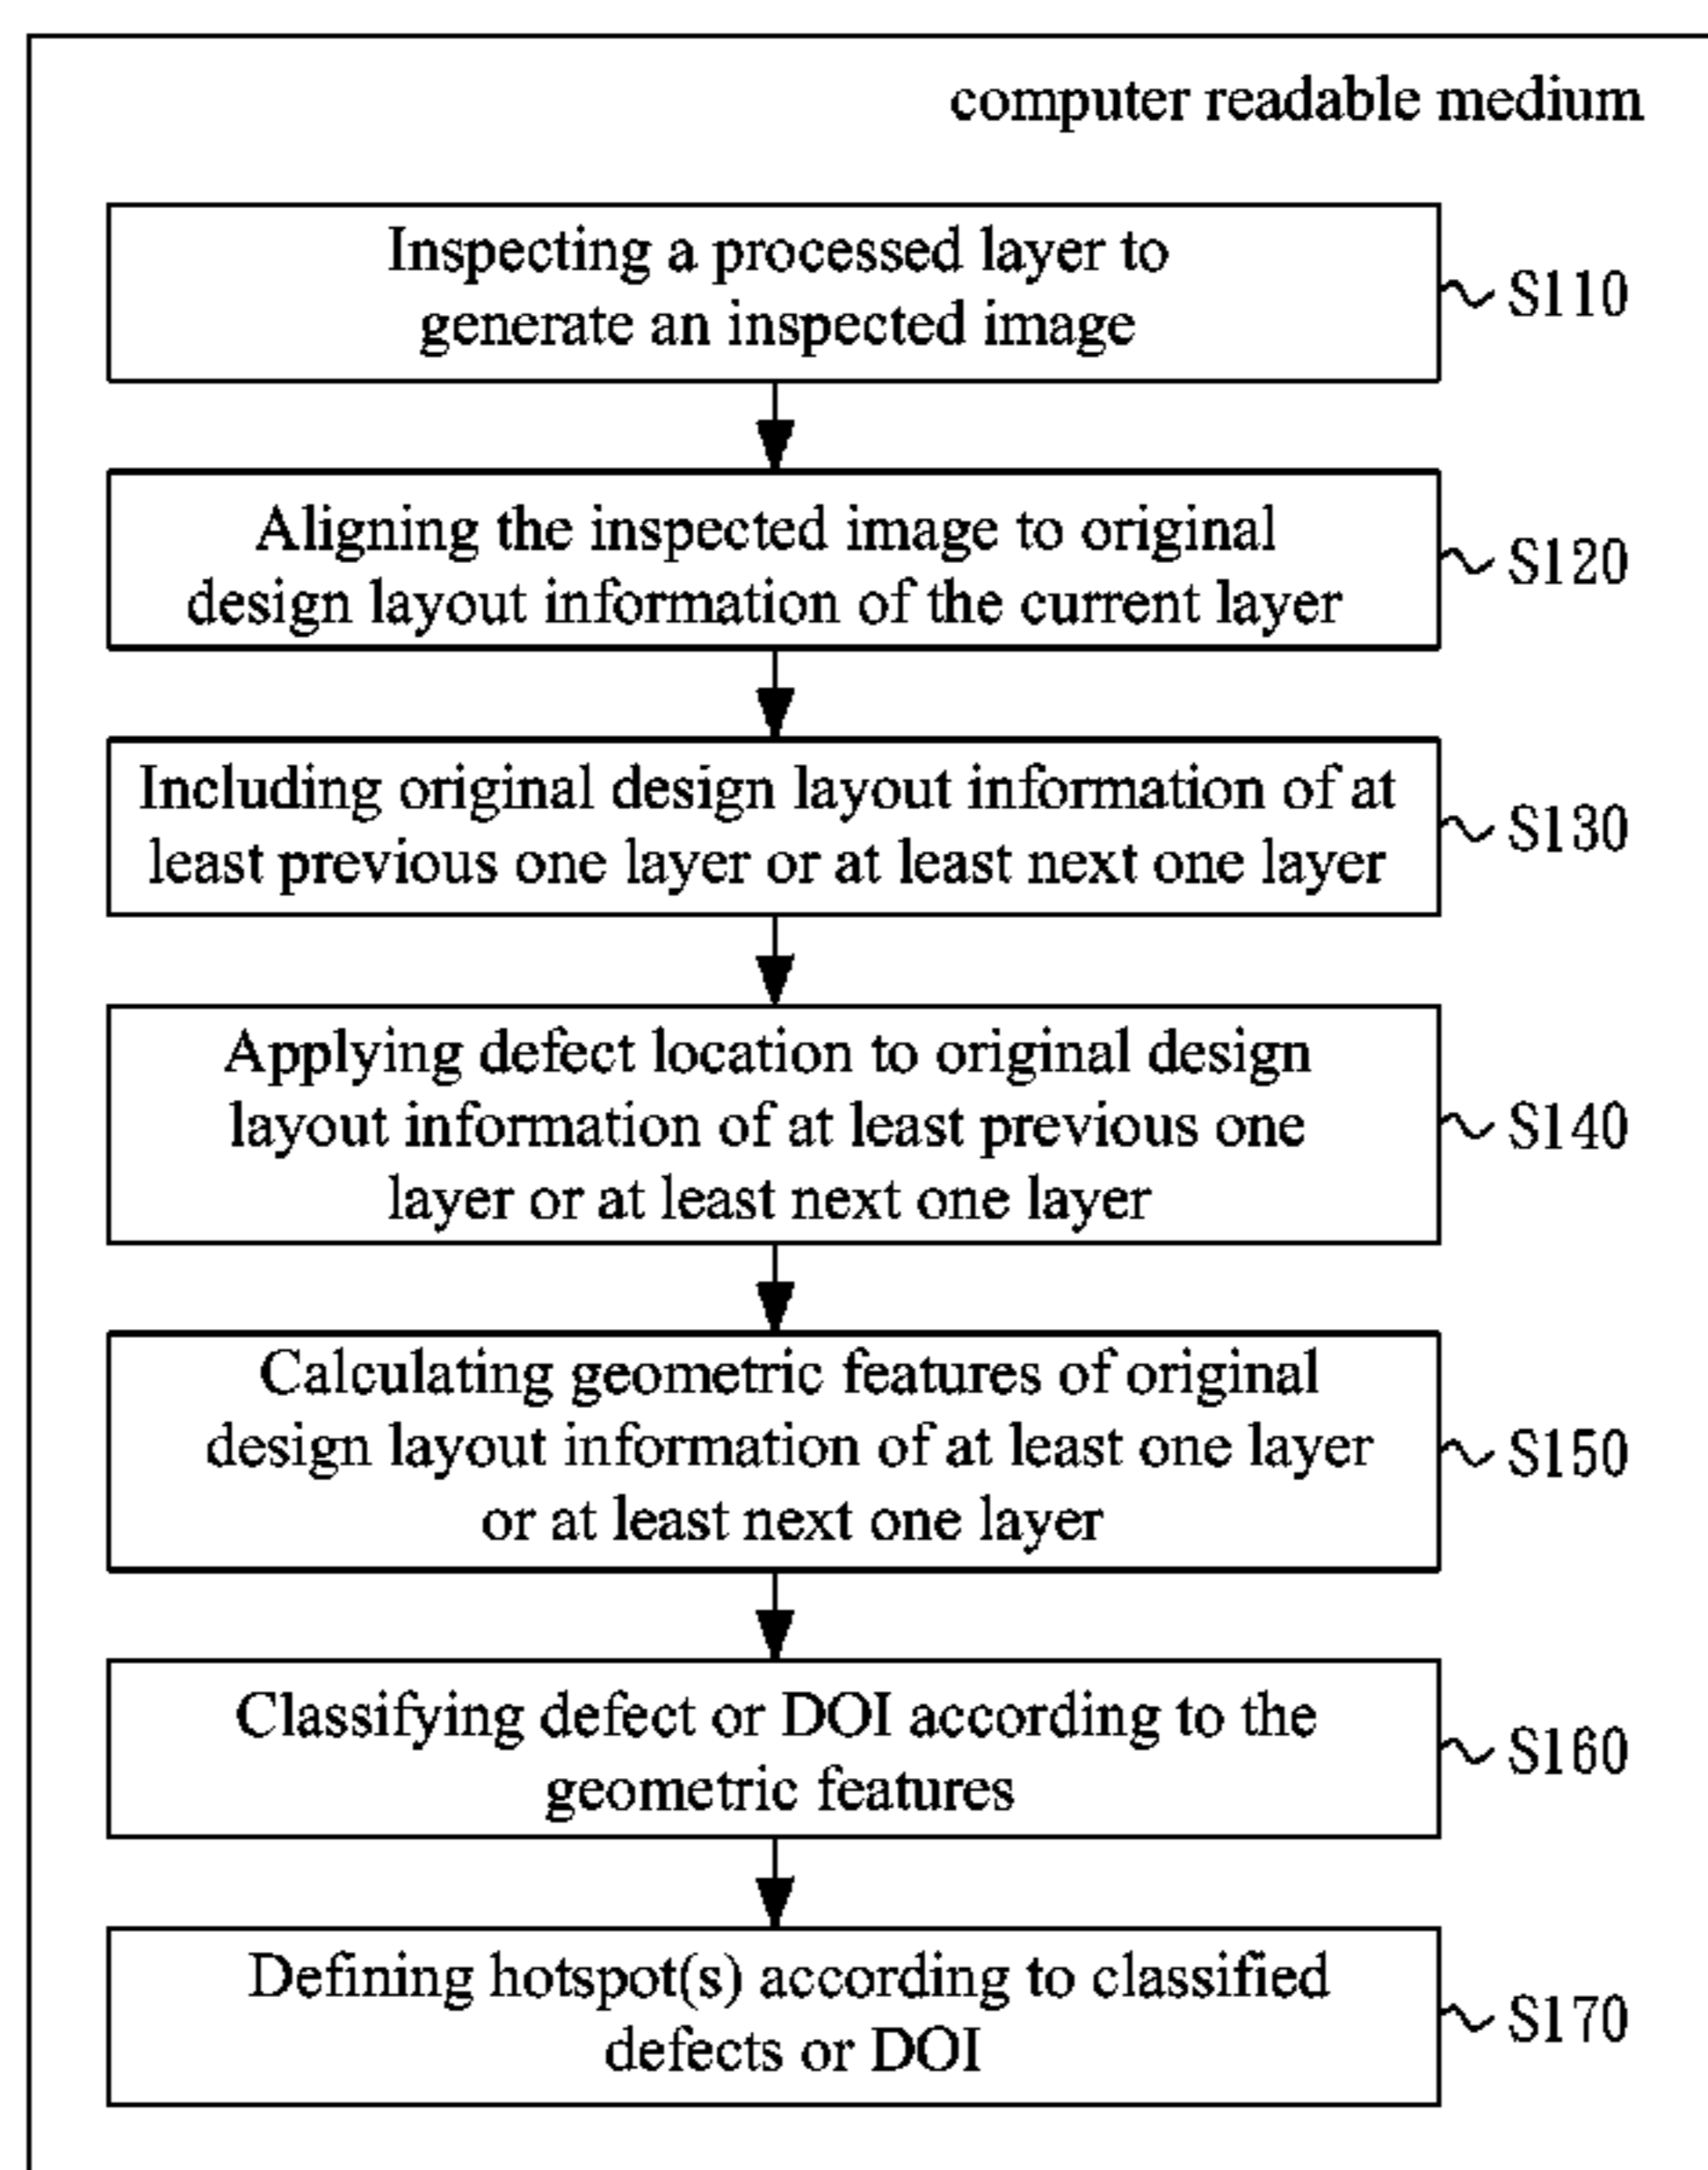 computer readable medium
Inspecting a processed layer to
generate an inspected image
S110
Aligning the inspected image to original
design layout information of the current layer
S120
Including original design layout information of at
least previous one layer or at least next one layer
S130
Applying defect location to original design
layout information of at least previous one
layer or at least next one layer
S140
Calculating geometric features of original
design layout information of at least one layer
or at least next one layer
S150
Classifying defect or DOI according to the
geometric features
S160
Defining hotspot(s) according to classified
defects or DOI
S170